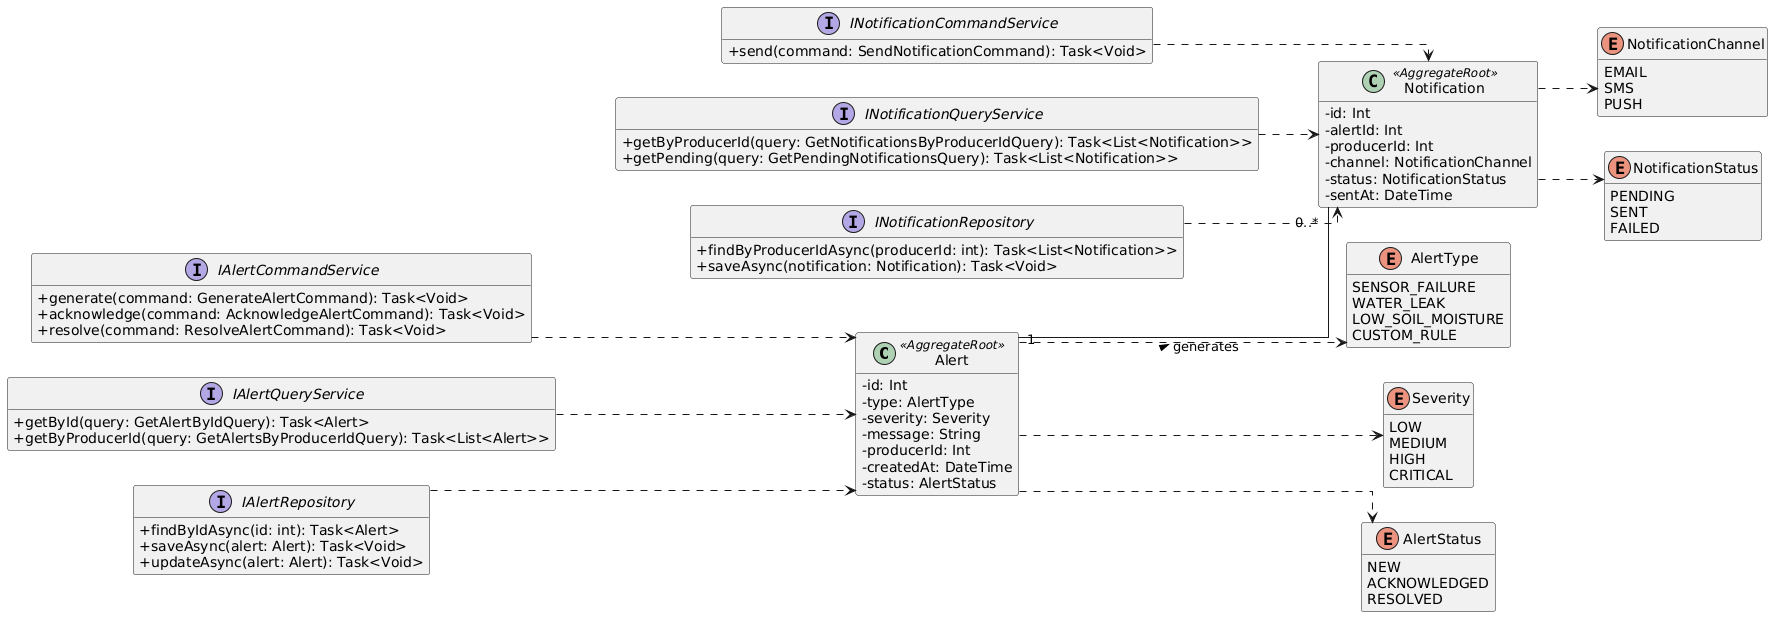 I INotificationCommandService
+send(command: SendNotificationCommand): Task<Void>
I INotificationQueryService
+getByProducerId(query: GetNotificationsByProducerIdQuery): Task<List<Notification>>
+getPending(query: GetPendingNotificationsQuery): Task<List<Notification>>
I INotificationRepository
+findByProducerIdAsync(producerId: int): Task<List<Notification>>
+saveAsync(notification: Notification): Task<Void>
C «AggregateRoot»
Notification
-id: Int
-alertId: Int
-producerId: Int
-channel: NotificationChannel
-status: NotificationStatus
-sentAt: DateTime
E NotificationChannel
EMAIL
SMS
PUSH
E NotificationStatus
PENDING
SENT
FAILED
0..*
I IAlertCommandService
+generate(command: GenerateAlertCommand): Task<Void>
+acknowledge(command: AcknowledgeAlertCommand): Task<Void>
+resolve(command: ResolveAlertCommand): Task<Void>
I IAlertQueryService
+getById(query: GetAlertByIdQuery): Task<Alert>
+getByProducerId(query: GetAlertsByProducerIdQuery): Task<List<Alert>>
I IAlertRepository
+findByIdAsync(id: int): Task<Alert>
+saveAsync(alert: Alert): Task<Void>
+updateAsync(alert: Alert): Task<Void>
C «AggregateRoot»
Alert
-id: Int
-type: AlertType
-severity: Severity
-message: String
-producerId: Int
-createdAt: DateTime
-status: AlertStatus
1
generates
E AlertType
SENSOR_FAILURE
WATER_LEAK
LOW_SOIL_MOISTURE
CUSTOM_RULE
E Severity
LOW
MEDIUM
HIGH
CRITICAL
E AlertStatus
NEW
ACKNOWLEDGED
RESOLVED